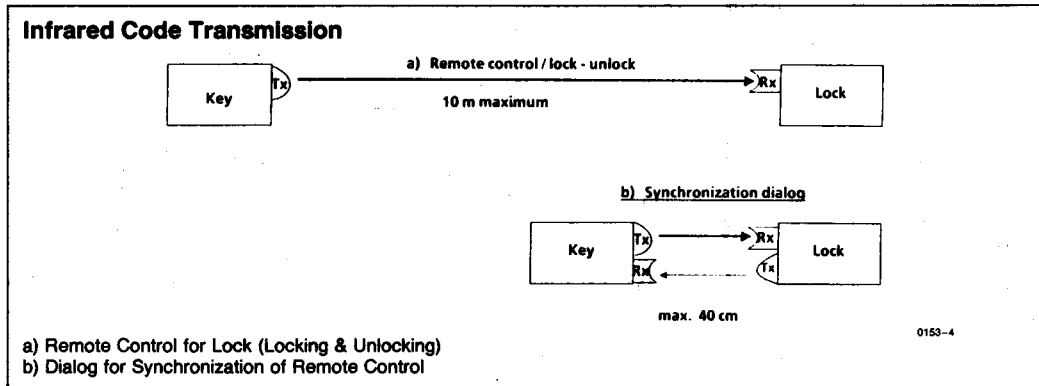 Infrared Code Transmission
a) Remote control / lock - unlock
Key
Tx
Rx
Lock
10 m maximum
b) Synchronization dialog
Key
Tx
Rx
Lock
Rx
Tx
max. 40 cm
0153-4
a) Remote Control for Lock (Locking & Unlocking)
b) Dialog for Synchronization of Remote Control